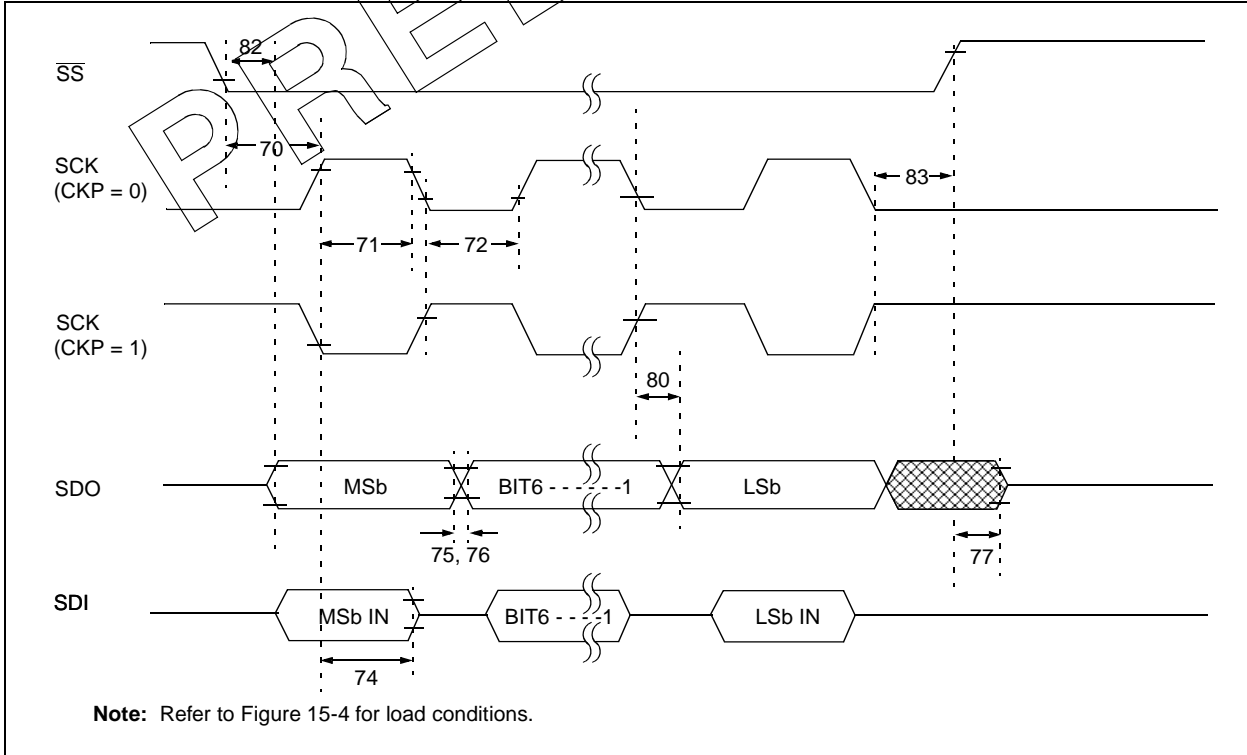 PRE
82
SS
70
SCK
(CKP = 0)
83
71
72
SCK
(CKP = 1)
80
SDO
MSb
BIT6 - - - - - -1
LSb
75, 76
77
SDI
MSb IN
BIT6 - - - -1
LSb IN
74
Note: Refer to Figure 15-4 for load conditions.